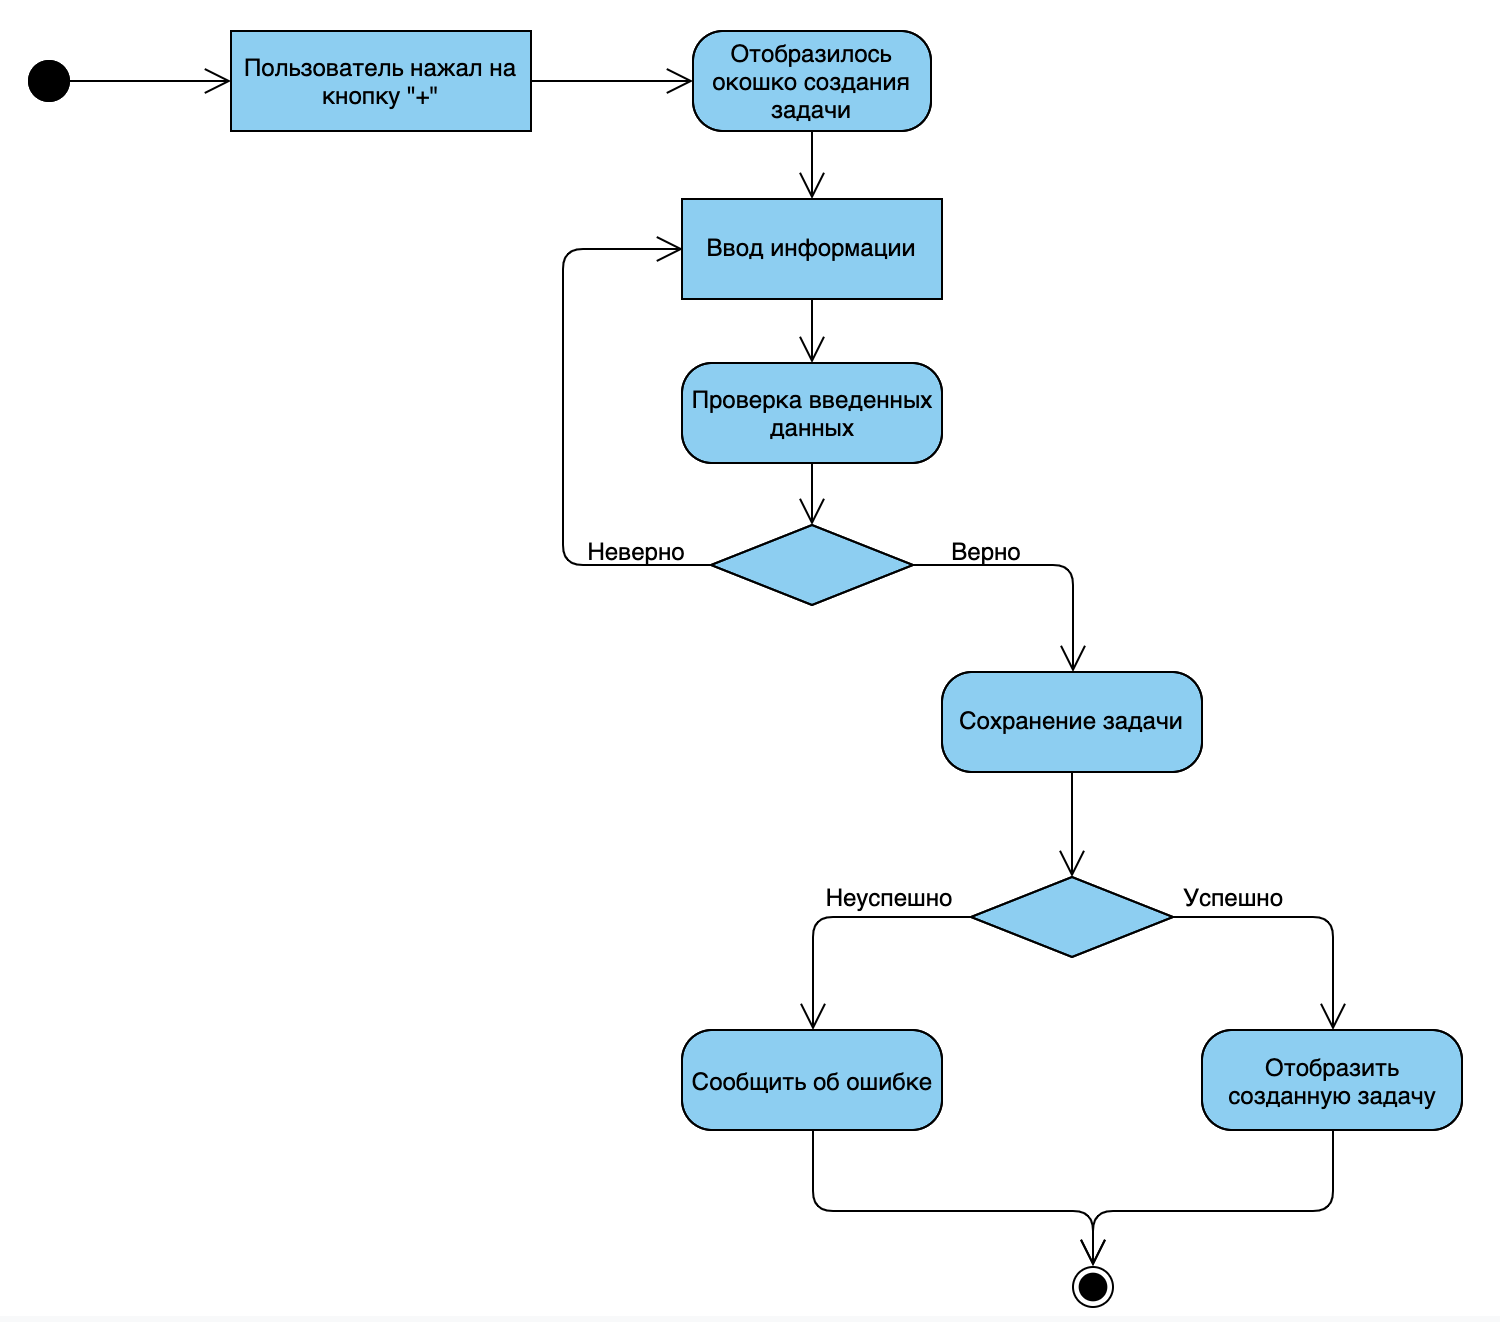 Пользователь нажал на
кнопку "+"
Отобразилось
окошко создания
задачи
Ввод информации
Проверка введенных
данных
Неверно
Верно
Сохранение задачи
Неуспешно
Успешно
Сообщить об ошибке
Отобразить
созданную задачу